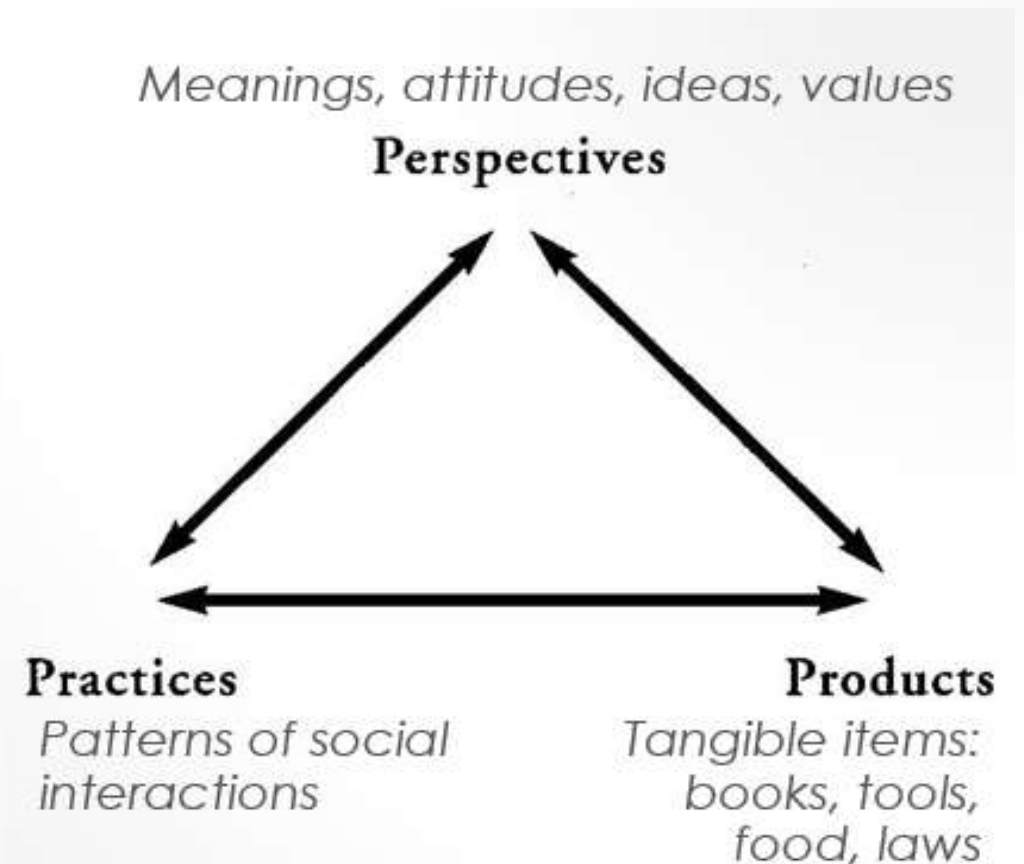 Meanings, attitudes, ideas, values
Perspectives
Practices
Patterns of social
interactions
Products
Tangible items:
books, tools,
food, laws